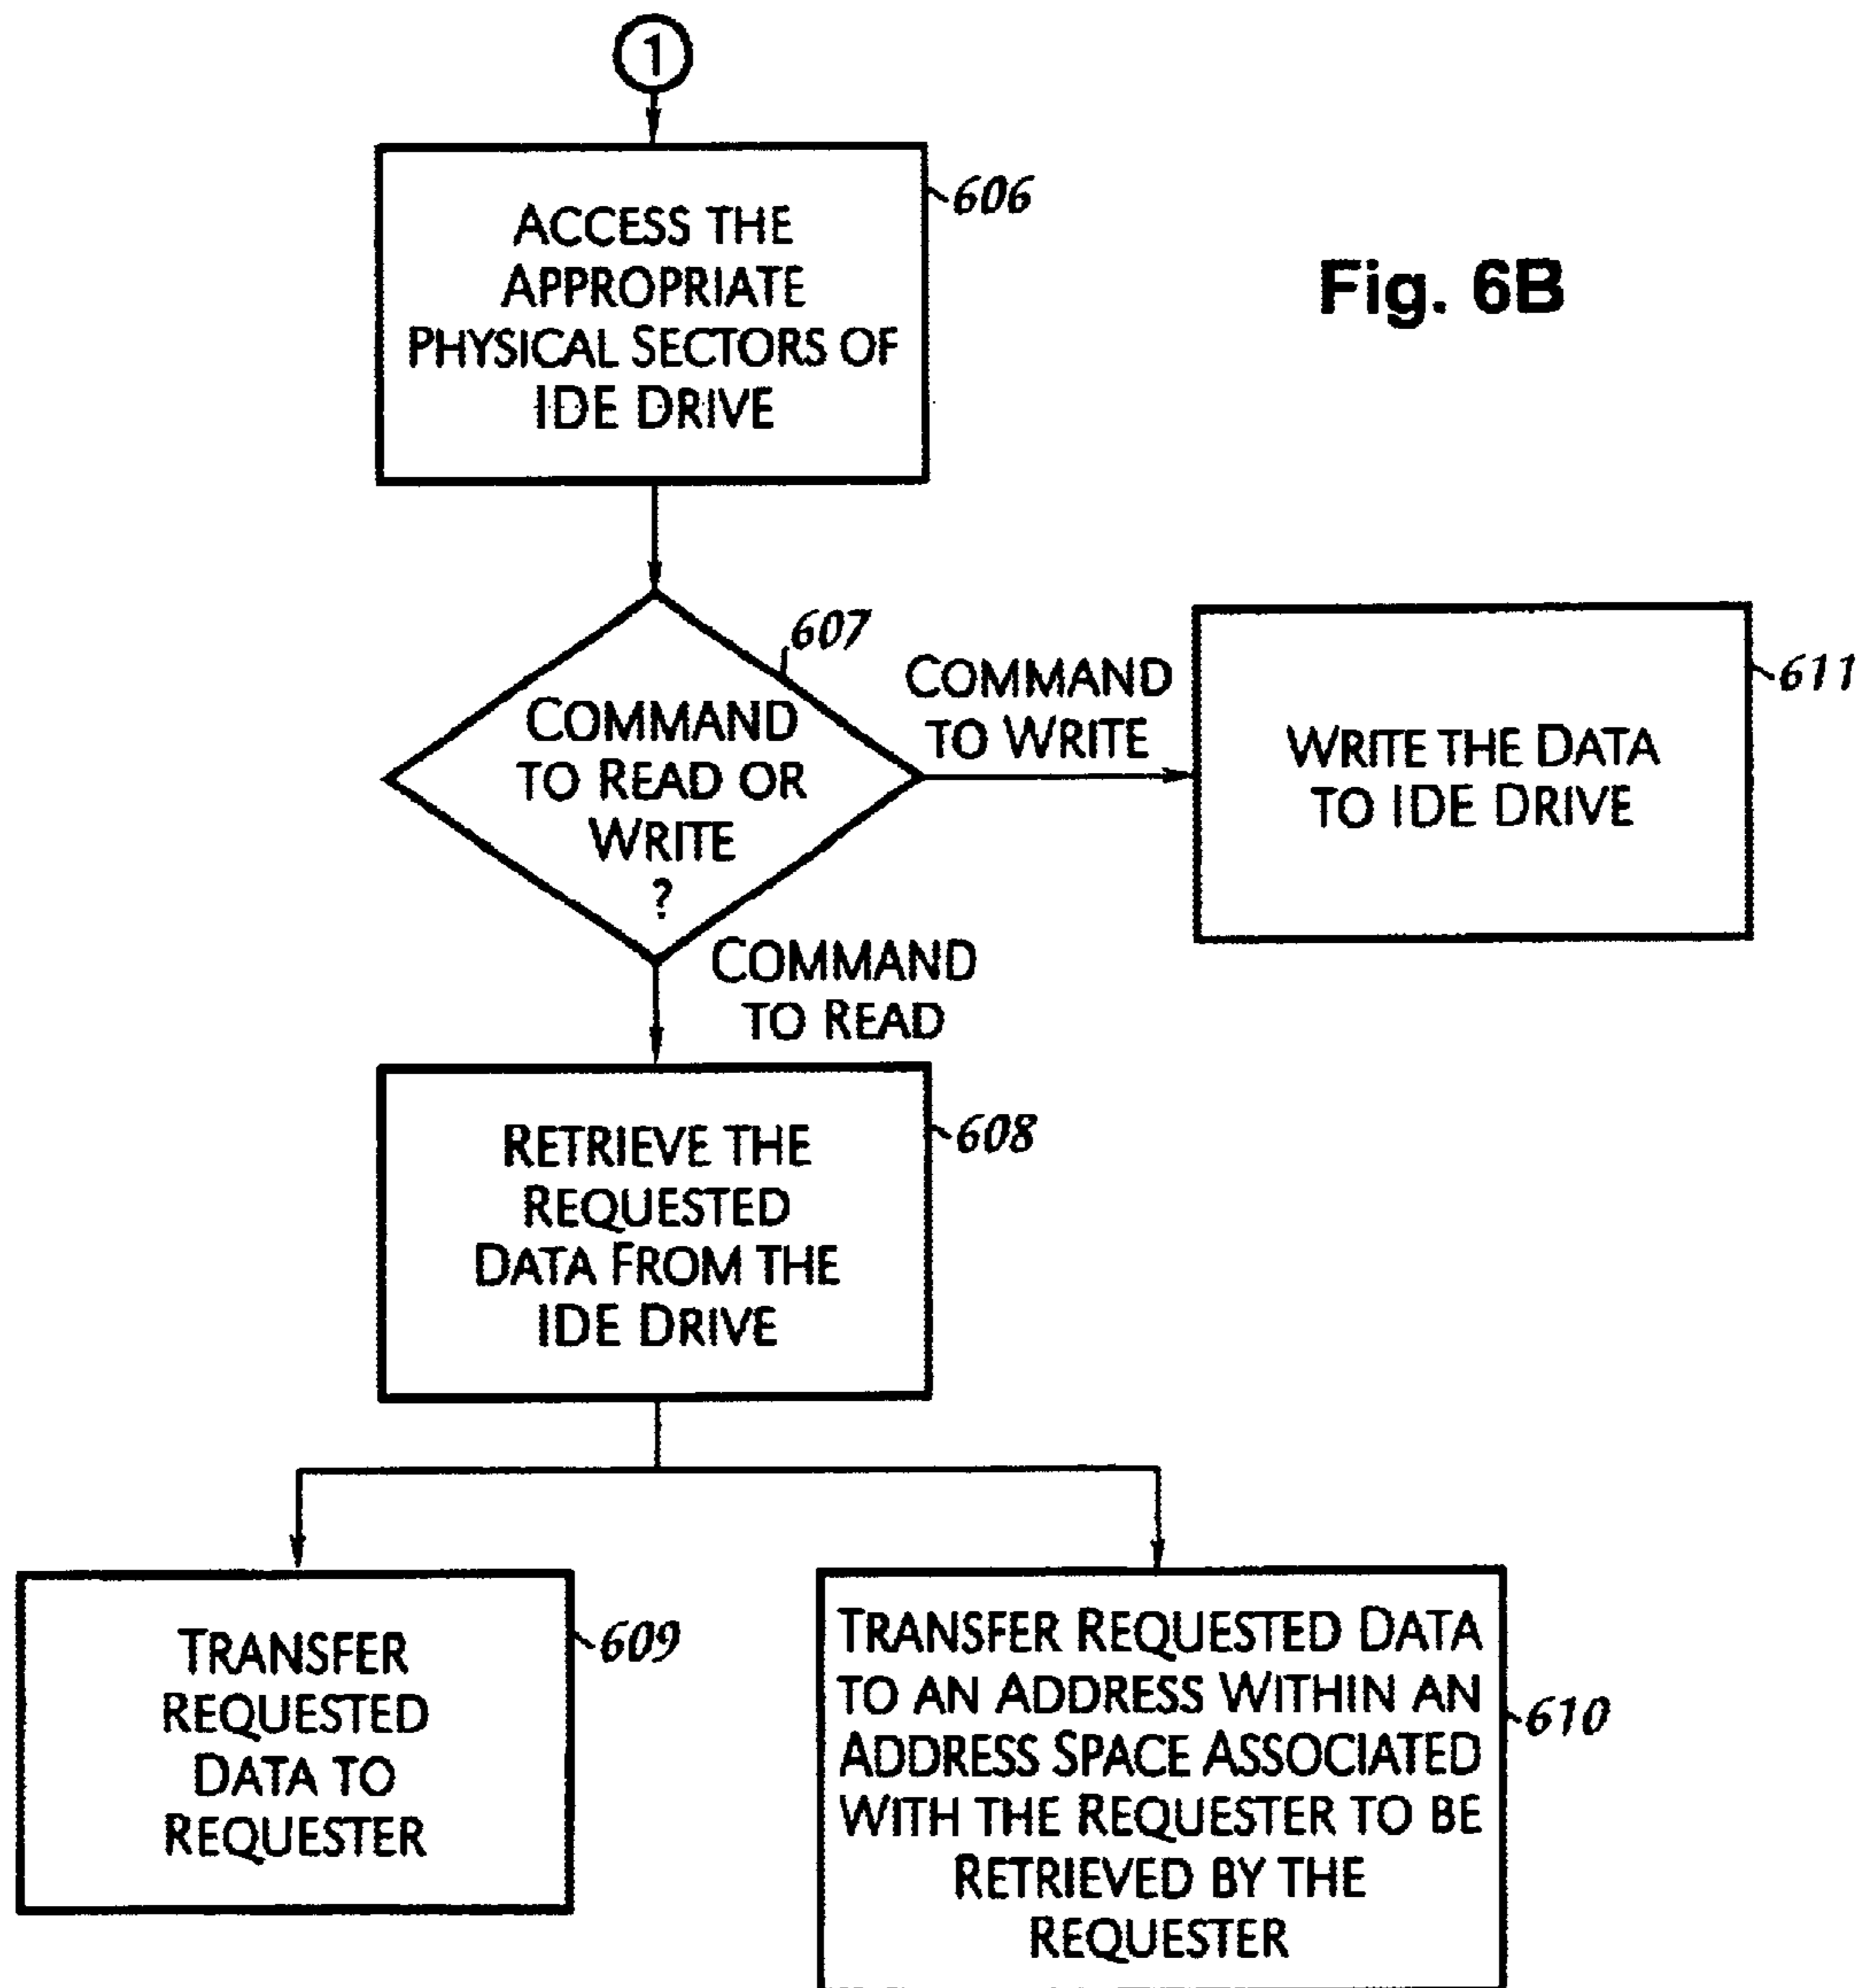 1
ACCESS THE
APPROPRIATE
PHYSICAL SECTORS OF
IDE DRIVE
606
Fig. 6B
607
COMMAND
TO READ OR
WRITE
?
COMMAND
TO WRITE
WRITE THE DATA
TO IDE DRIVE
611
COMMAND
TO READ
RETRIEVE THE
REQUESTED
DATA FROM THE
IDE DRIVE
608
TRANSFER
REQUESTED
DATA TO
REQUESTER
609
TRANSFER REQUESTED DATA
TO AN ADDRESS WITHIN AN
ADDRESS SPACE ASSOCIATED
WITH THE REQUESTER TO BE
RETRIEVED BY THE
REQUESTER
610